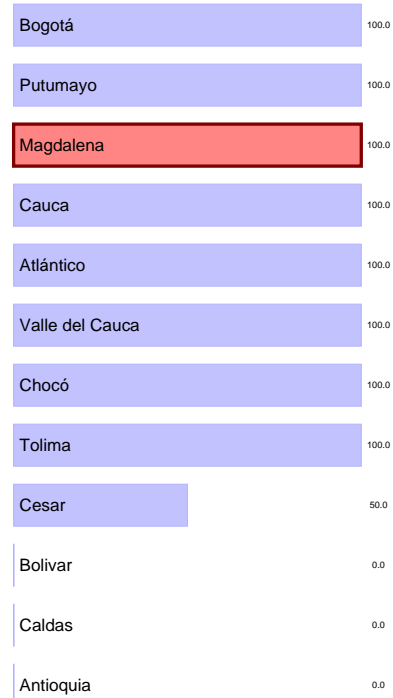 Bogotá 100.0
Putumayo 100.0
Magdalena 100.0
Cauca 100.0
Atlántico 100.0
Valle del Cauca 100.0
Chocó 100.0
Tolima 100.0
Cesar 50.0
Bolivar 0.0
Caldas 0.0
Antioquia 0.0